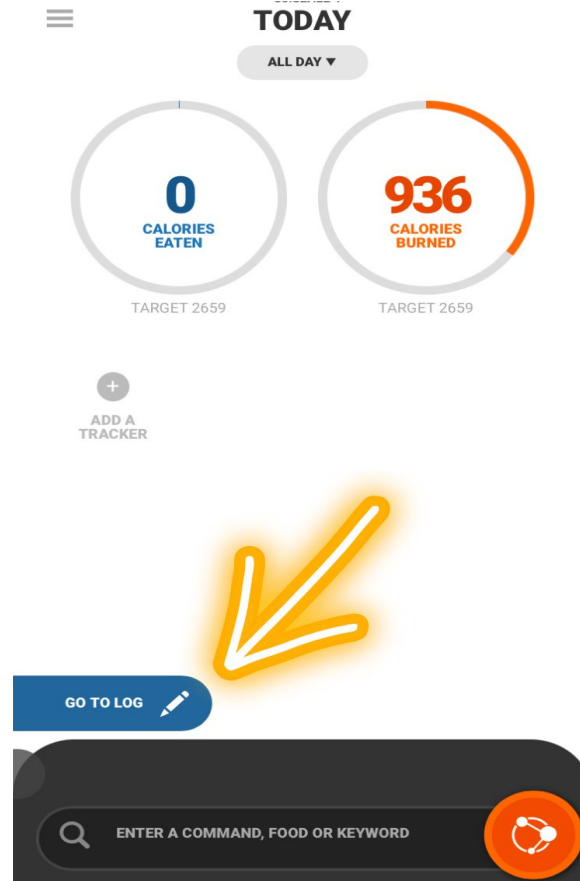 TODAY
ALL DAY ▼
0
CALORIES
EATEN
TARGET 2659
936
CALORIES
BURNED
TARGET 2659
+
ADD A
TRACKER
GO TO LOG
ENTER A COMMAND, FOOD OR KEYWORD